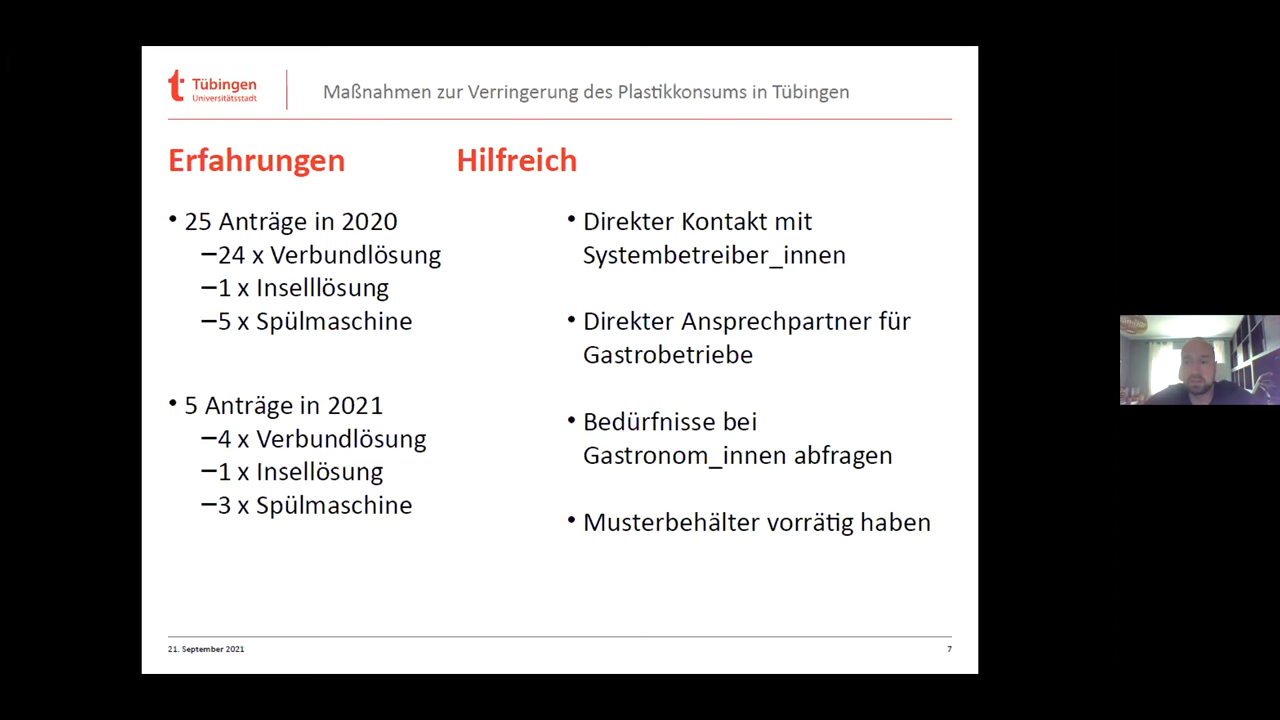 Tübingen
Universitätsstadt
Maßnahmen zur Verringerung des Plastikkonsums in Tübingen
Erfahrungen
• 25 Anträge in 2020
–24 x Verbundlösung
–1 x Inselllösung
–5 x Spülmaschine
• 5 Anträge in 2021
–4 x Verbundlösung
–1 x Insellösung
–3 x Spülmaschine
Hilfreich
• Direkter Kontakt mit
Systembetreiber_innen
• Direkter Ansprechpartner für
Gastrobetriebe
• Bedürfnisse bei
Gastronom_innen abfragen
• Musterbehälter vorrätig haben
21. September 2021
7